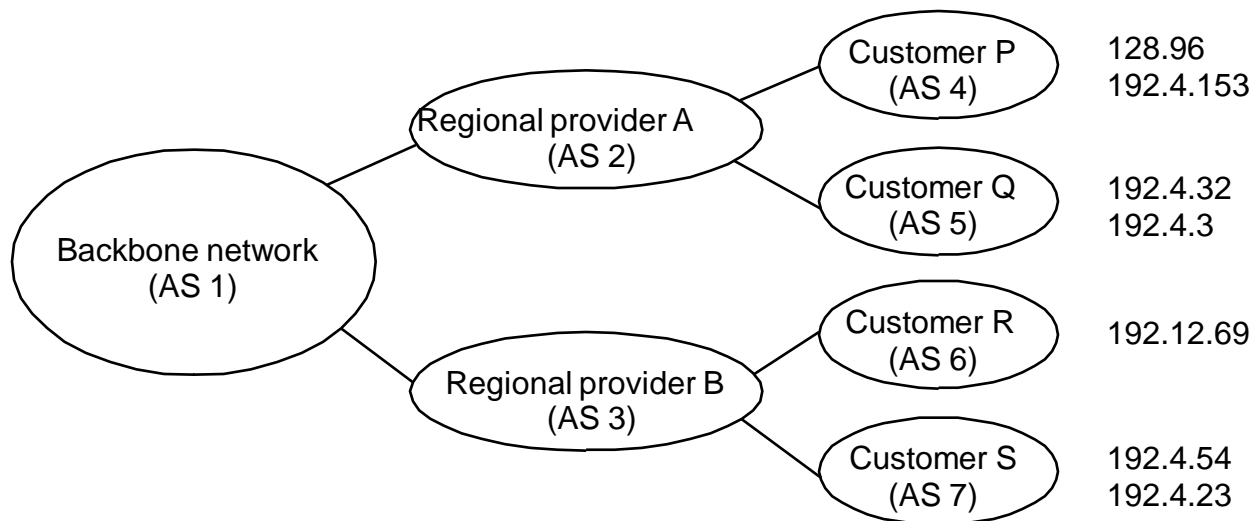 Customer P
(AS 4)
128.96
192.4.153
Regional provider A
(AS 2)
Customer Q
(AS 5)
192.4.32
192.4.3
Backbone network
(AS 1)
Customer R
(AS 6)
192.12.69
Regional provider B
(AS 3)
Customer S
(AS 7)
192.4.54
192.4.23